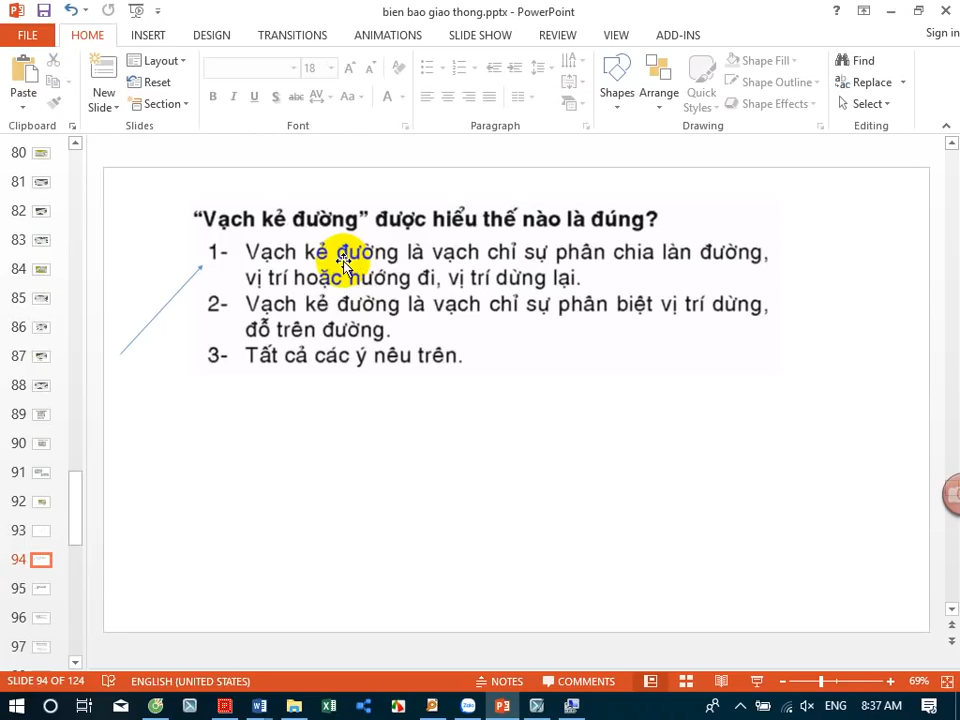 bien bao giao thong.pptx - PowerPoint
FILE HOME INSERT DESIGN TRANSITIONS ANIMATIONS SLIDE SHOW REVIEW VIEW ADD-INS Sign in
Paste
New Slide
Layout
Reset
Section
18
Shapes
Arrange
Quick Styles
Shape Fill
Shape Outline
Shape Effects
Find
Replace
Select
Clipboard Slides Font Paragraph Drawing Editing
80
81
82
83
84
85
86
87
88
89
90
91
92
93
94
95
96
97
“Vạch kẻ đường” được hiểu thế nào là đúng?
1- Vạch kẻ đường là vạch chỉ sự phân chia làn đường,
vị trí hoặc hướng đi, vị trí dừng lại.
2- Vạch kẻ đường là vạch chỉ sự phân biệt vị trí dừng,
đỗ trên đường.
3- Tất cả các ý nêu trên.
SLIDE 94 OF 124 ENGLISH (UNITED STATES) NOTES COMMENTS 69%
ENG 8:37 AM